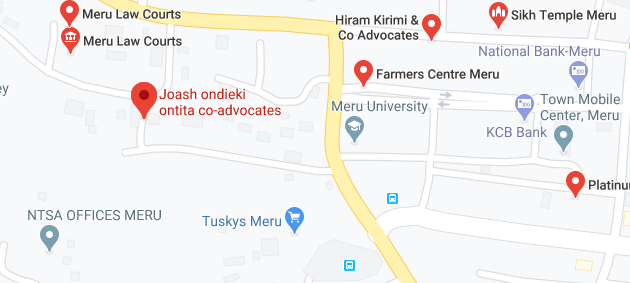 Meru Law Courts
Meru Law Courts
Hiram Kirimi &
Co Advocates
Sikh Temple Meru
National Bank-Meru
Farmers Centre Meru
Joash ondieki
ontita co-advocates
Meru University
Town Mobile
Center, Meru
KCB Bank
Platinu
NTSA OFFICES MERU
Tuskys Meru